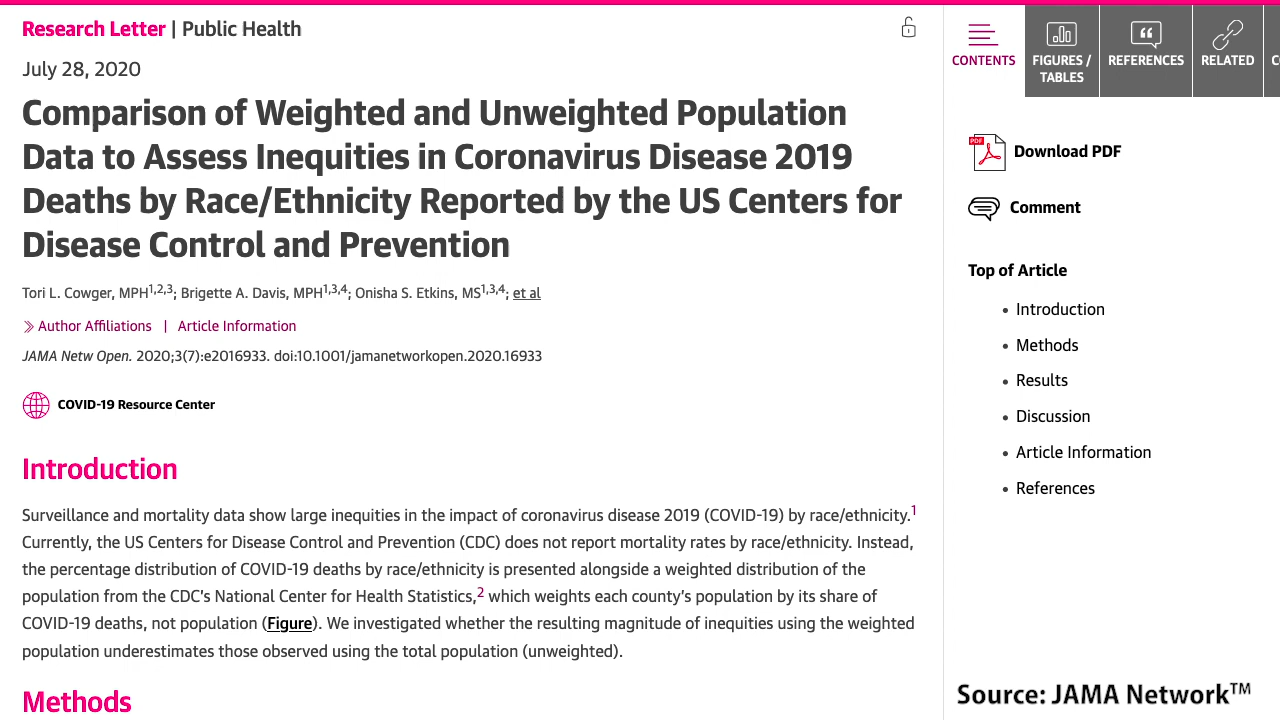 Research Letter | Public Health
July 28, 2020
Comparison of Weighted and Unweighted Population
Data to Assess Inequities in Coronavirus Disease 2019
Deaths by Race/Ethnicity Reported by the US Centers for
Disease Control and Prevention
Tori L. Cowger, MPH1,2,3; Brigette A. Davis, MPH1,3,4; Onisha S. Etkins, MS1,3,4; et al
Author Affiliations | Article Information
JAMA Netw Open. 2020;3(7):e2016933. doi:10.1001/jamanetworkopen.2020.16933
COVID-19 Resource Center
Introduction
Surveillance and mortality data show large inequities in the impact of coronavirus disease 2019 (COVID-19) by race/ethnicity.1
Currently, the US Centers for Disease Control and Prevention (CDC) does not report mortality rates by race/ethnicity. Instead,
the percentage distribution of COVID-19 deaths by race/ethnicity is presented alongside a weighted distribution of the
population from the CDC's National Center for Health Statistics,2 which weights each county's population by its share of
COVID-19 deaths, not population (Figure). We investigated whether the resulting magnitude of inequities using the weighted
population underestimates those observed using the total population (unweighted).
Methods
CONTENTS
FIGURES /
TABLES
REFERENCES
RELATED
PDF
Download PDF
Comment
Top of Article
• Introduction
• Methods
• Results
• Discussion
• Article Information
• References
Source: JAMA Network™